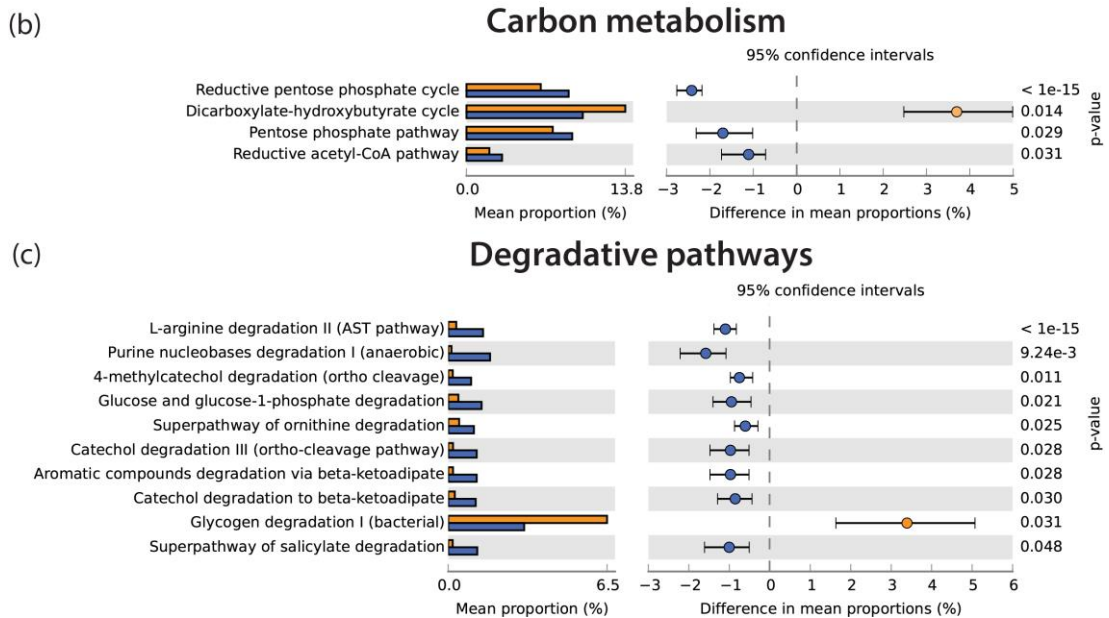 (b) Carbon metabolism
95% confidence intervals
Reductive pentose phosphate cycle < 1e-15
Dicarboxylate-hydroxybutyrate cycle 0.014
Pentose phosphate pathway 0.029
Reductive acetyl-CoA pathway 0.031
p-value
0.0 13.8 −3 −2 −1 0 1 2 3 4 5
Mean proportion (%) Difference in mean proportions (%)
(c) Degradative pathways
95% confidence intervals
L-arginine degradation II (AST pathway) < 1e-15
Purine nucleobases degradation I (anaerobic) 9.24e-3
4-methylcatechol degradation (ortho cleavage) 0.011
Glucose and glucose-1-phosphate degradation 0.021
Superpathway of ornithine degradation 0.025
Catechol degradation III (ortho-cleavage pathway) 0.028
Aromatic compounds degradation via beta-ketoadipate 0.028
Catechol degradation to beta-ketoadipate 0.030
Glycogen degradation I (bacterial) 0.031
Superpathway of salicylate degradation 0.048
p-value
0.0 6.5 −3 −2 −1 0 1 2 3 4 5 6
Mean proportion (%) Difference in mean proportions (%)